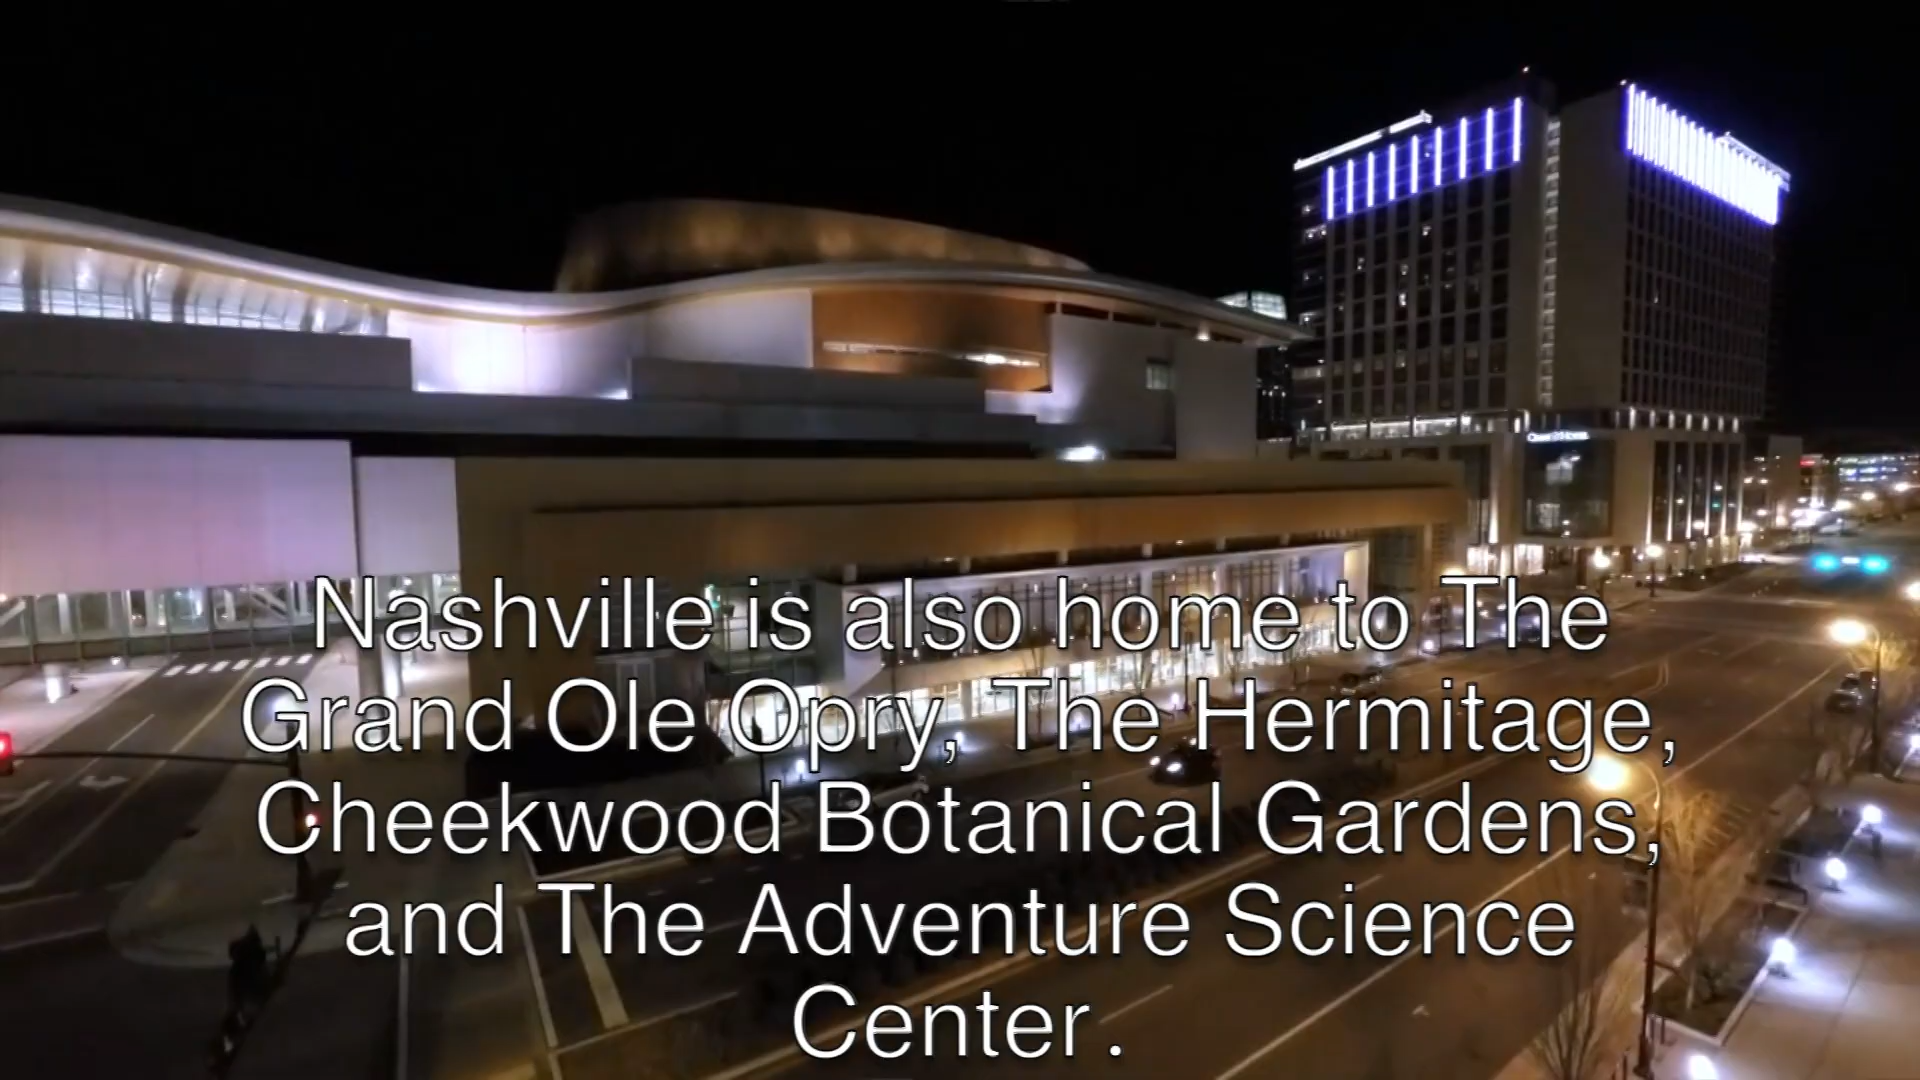 Nashville is also home to The
Grand Ole Opry, The Hermitage,
Cheekwood Botanical Gardens,
and The Adventure Science
Center.